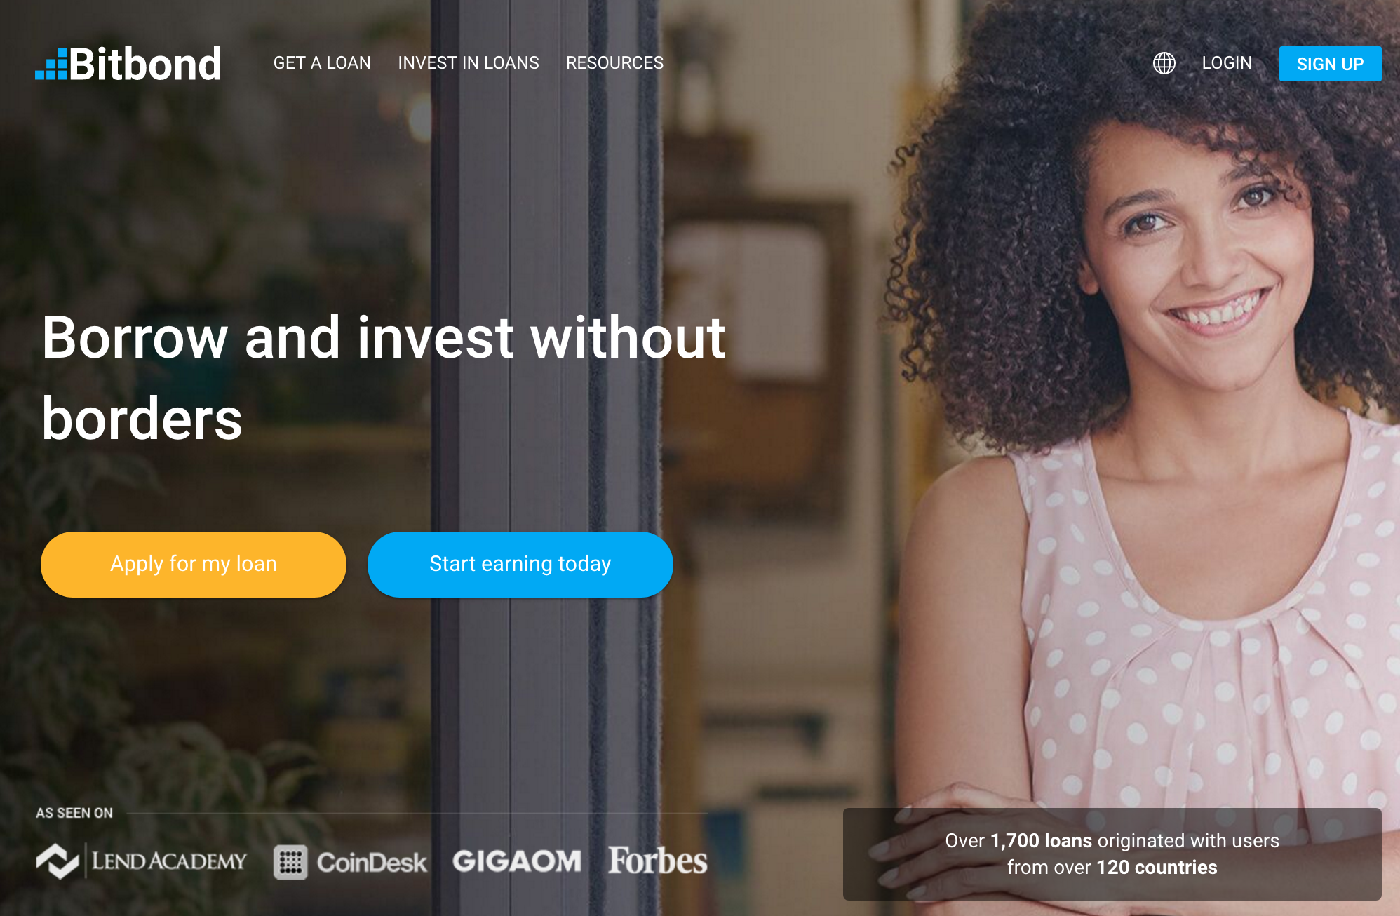 Bitbond
GET A LOAN
INVEST IN LOANS
RESOURCES
LOGIN
SIGN UP
Borrow and invest without
borders
Apply for my loan
Start earning today
AS SEEN ON
LEND ACADEMY
CoinDesk
GIGAOM
Forbes
Over 1,700 loans originated with users
from over 120 countries